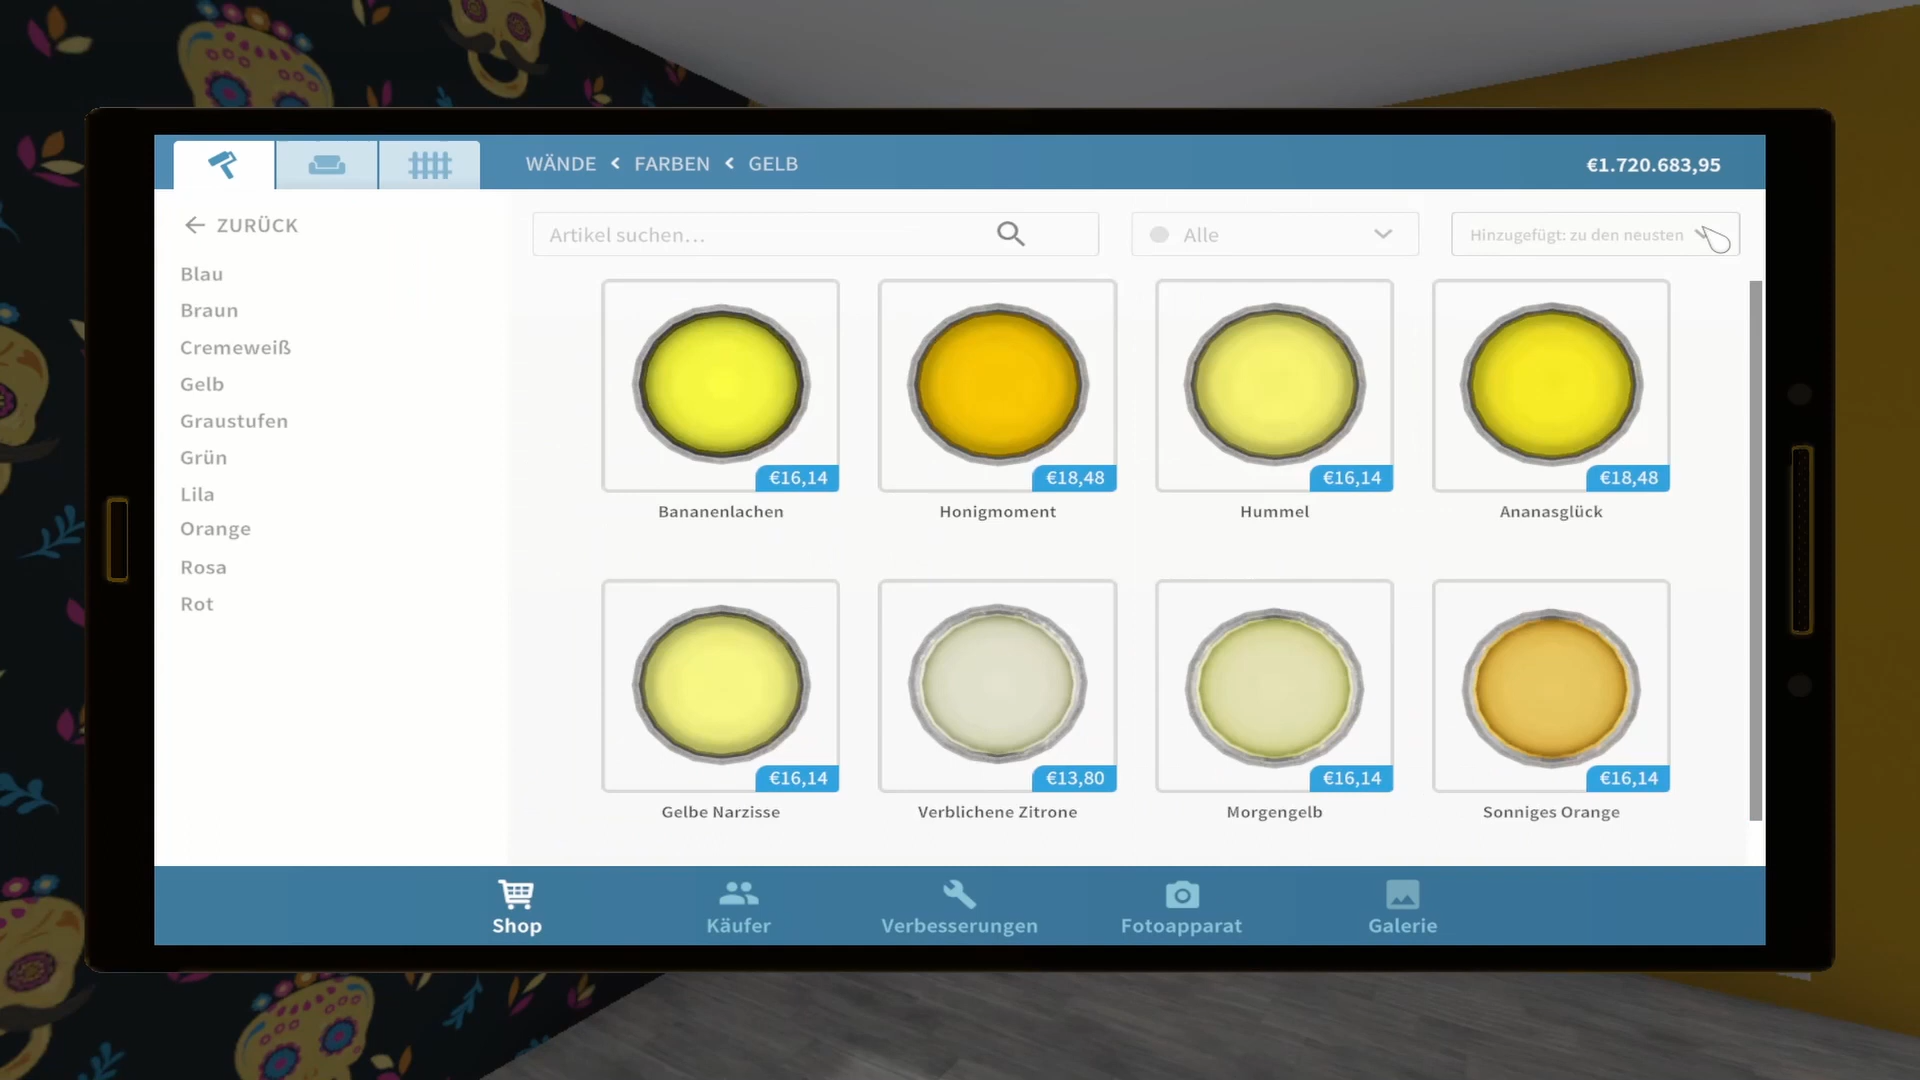 WÄNDE < FARBEN < GELB
€1.720.683,95
ZURÜCK
Blau
Braun
Cremeweiß
Gelb
Graustufen
Grün
Lila
Orange
Rosa
Rot
Artikel suchen...
Alle
Hinzugefügt: zu den neusten
€16,14
€18,48
€16,14
€18,48
Bananenlachen
Honigmoment
Hummel
Ananasglück
€16,14
€13,80
€16,14
€16,14
Gelbe Narzisse
Verblichene Zitrone
Morgengelb
Sonniges Orange
Shop
Käufer
Verbesserungen
Fotoapparat
Galerie